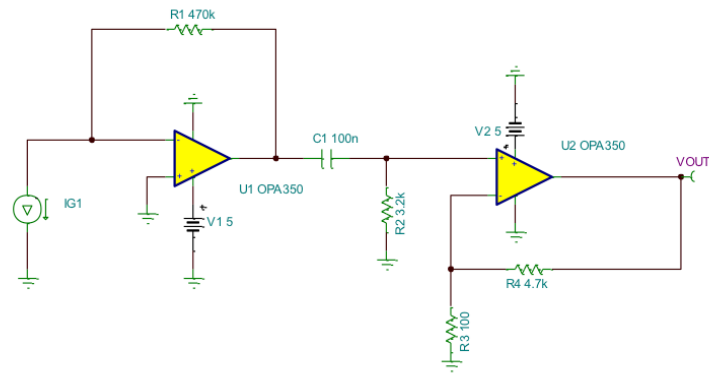 R1 470k
C1 100n
V2 5
U2 OPA350
VOUT
U1 OPA350
IG1
V1 5
R2 3.2k
R4 4.7k
R3 100